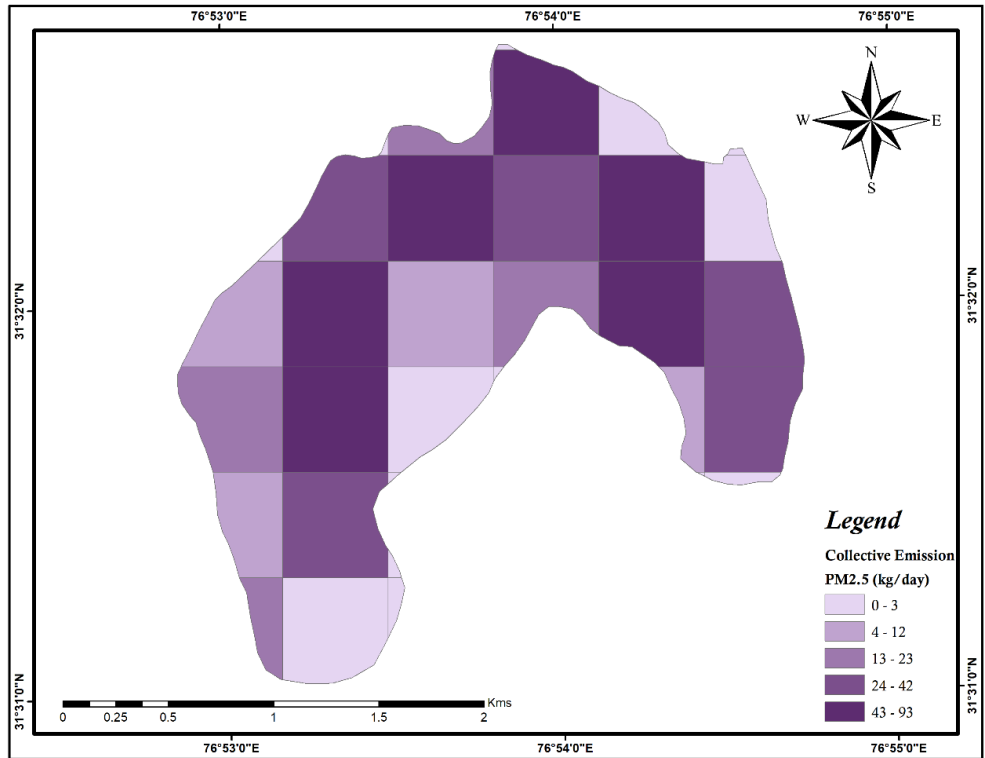 76°53'0"E 76°54'0"E 76°55'0"E
N
W E
S
31°32'0"N 31°32'0"N
Legend
Collective Emission
PM2.5 (kg/day)
0 - 3
4 - 12
13 - 23
24 - 42
43 - 93
31°31'0"N 31°31'0"N
Kms
0 0.25 0.5 1 1.5 2
76°53'0"E 76°54'0"E 76°55'0"E